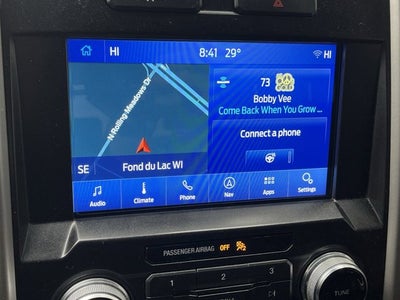 HI 8:41 29° HI
73
Bobby Vee
Come Back When You Grow ...
N Rolling Meadows Dr
Connect a phone
SE Fond du Lac WI
Audio Climate Phone Nav Apps Settings
PASSENGER AIRBAG OFF
1 2 3 4
TUNE